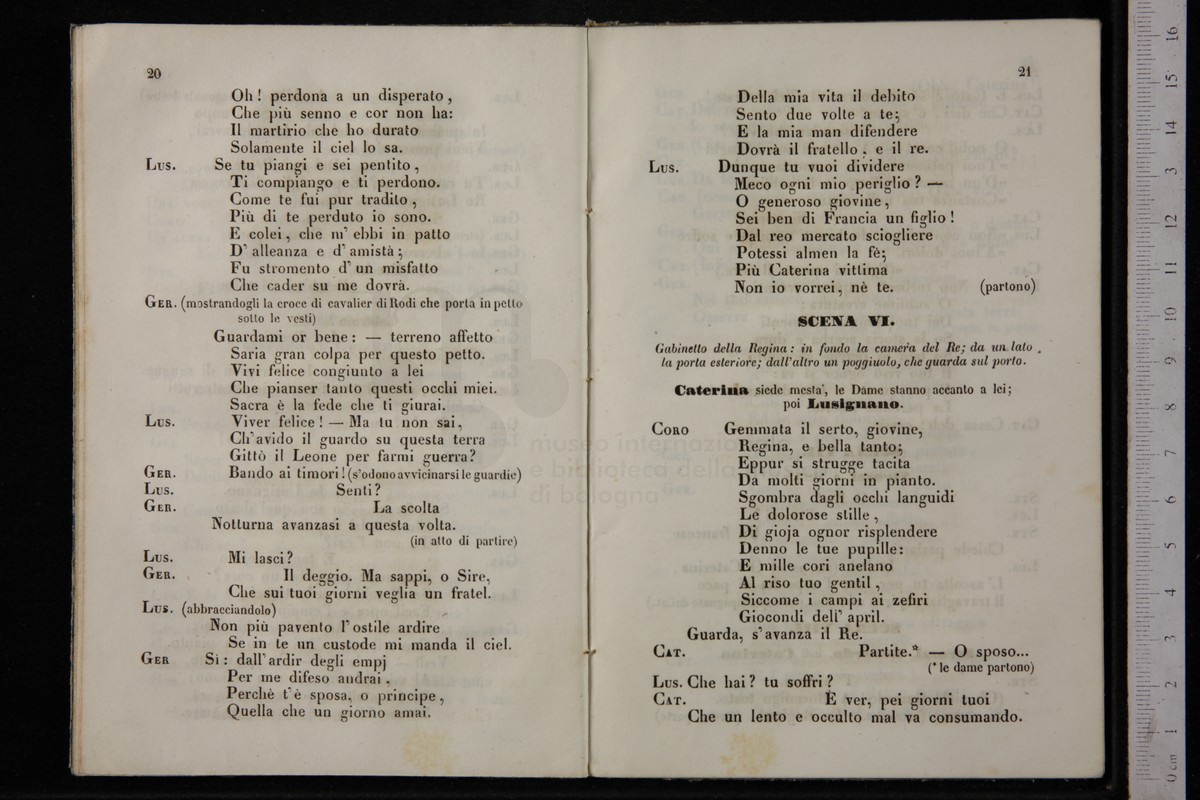 20
Oh! perdona a un disperato,
Che più senno e cor non ha:
Il martirio che ho durato
Solamente il ciel lo sa.
LUS. Se tu piangi e sei pentito,
Ti compiango e ti perdono.
Come te fui pur tradito,
Più di te perduto io sono.
E colei, che m'ebbi in patto
D'alleanza e d'amistà;
Fu stromento d'un misfatto
Che cader su me dovrà.
GER. (mostrandogli la croce di cavalier di Rodi che porta in petto
sotto le vesti)
Guardami or bene: — terreno affetto
Saria gran colpa per questo petto.
Vivi felice congiunto a lei
Che pianser tanto questi occhi miei.
Sacra è la fede che ti giurai.
LUS. Viver felice! — Ma tu non sai,
Ch'avido il guardo su questa terra
Gittò il Leone per farmi guerra?
GER. Bando ai timori! (s'odono avvicinarsi le guardie)
LUS. Senti?
GER. La scolta
Notturna avanzasi a questa volta.
(in atto di partire)
LUS. Mi lasci?
GER. Il deggio. Ma sappi, o Sire,
Che sui tuoi giorni veglia un fratel.
LUS. (abbracciandolo)
Non più pavento l'ostile ardire
Se in te un custode mi manda il ciel.
GER Sì: dall'ardir degli empj
Per me difeso andrai.
Perchè t'è sposa, o principe,
Quella che un giorno amai.
21
Della mia vita il debito
Sento due volte a te;
E la mia man difendere
Dovrà il fratello, e il re.
LUS. Dunque tu vuoi dividere
Meco ogni mio periglio? —
O generoso giovine,
Sei ben di Francia un figlio!
Dal reo mercato sciogliere
Potessi almen la fè;
Più Caterina vittima
Non io vorrei, nè te. (partono)
SCENA VI.
Gabinetto della Regina: in fondo la camera del Re; da un lato
la porta esteriore; dall'altro un poggiuolo, che guarda sul porto.
Caterina siede mesta, le Dame stanno accanto a lei;
poi Lusignano.
CORO Gemmata il serto, giovine,
Regina, e bella tanto;
Eppur si strugge tacita
Da molti giorni in pianto.
Sgombra dagli occhi languidi
Le dolorose stille,
Di gioja ognor risplendere
Denno le tue pupille:
E mille cori anelano
Al riso tuo gentil,
Siccome i campi ai zefiri
Giocondi dell' april.
Guarda, s'avanza il Re.
CAT. Partite.* — O sposo...
(* le dame partono)
LUS. Che hai? tu soffri?
CAT. È ver, pei giorni tuoi
Che un lento e occulto mal va consumando.
museo internazio
e biblioteca della
di bologna